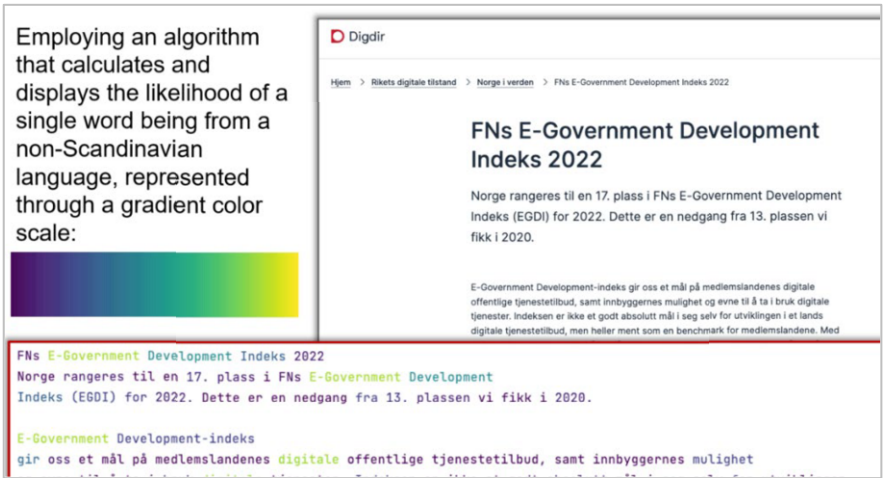 Employing an algorithm
that calculates and
displays the likelihood of a
single word being from a
non-Scandinavian
language, represented
through a gradient color
scale:
Digdir
Hjem > Rikets digitale tilstand > Norge i verden > FNs E-Government Development Indeks 2022
FNs E-Government Development
Indeks 2022
Norge rangeres til en 17. plass i FNs E-Government Development
Indeks (EGDI) for 2022. Dette er en nedgang fra 13. plassen vi
fikk i 2020.
E-Government Development-indeks gir oss et mål på medlemslandenes digitale
offentlige tjenestetilbud, samt innbyggernes mulighet og evne til å ta i bruk digitale
tjenester. Indeksen er ikke et godt absolutt mål i seg selv for utviklingen i et lands
digitale tjenestetilbud, men heller ment som en benchmark for medlemslandene. Med
FNs E-Government Development Indeks 2022
Norge rangeres til en 17. plass i FNs E-Government Development
Indeks (EGDI) for 2022. Dette er en nedgang fra 13. plassen vi fikk i 2020.
E-Government Development-indeks
gir oss et mål på medlemslandenes digitale offentlige tjenestetilbud, samt innbyggernes mulighet